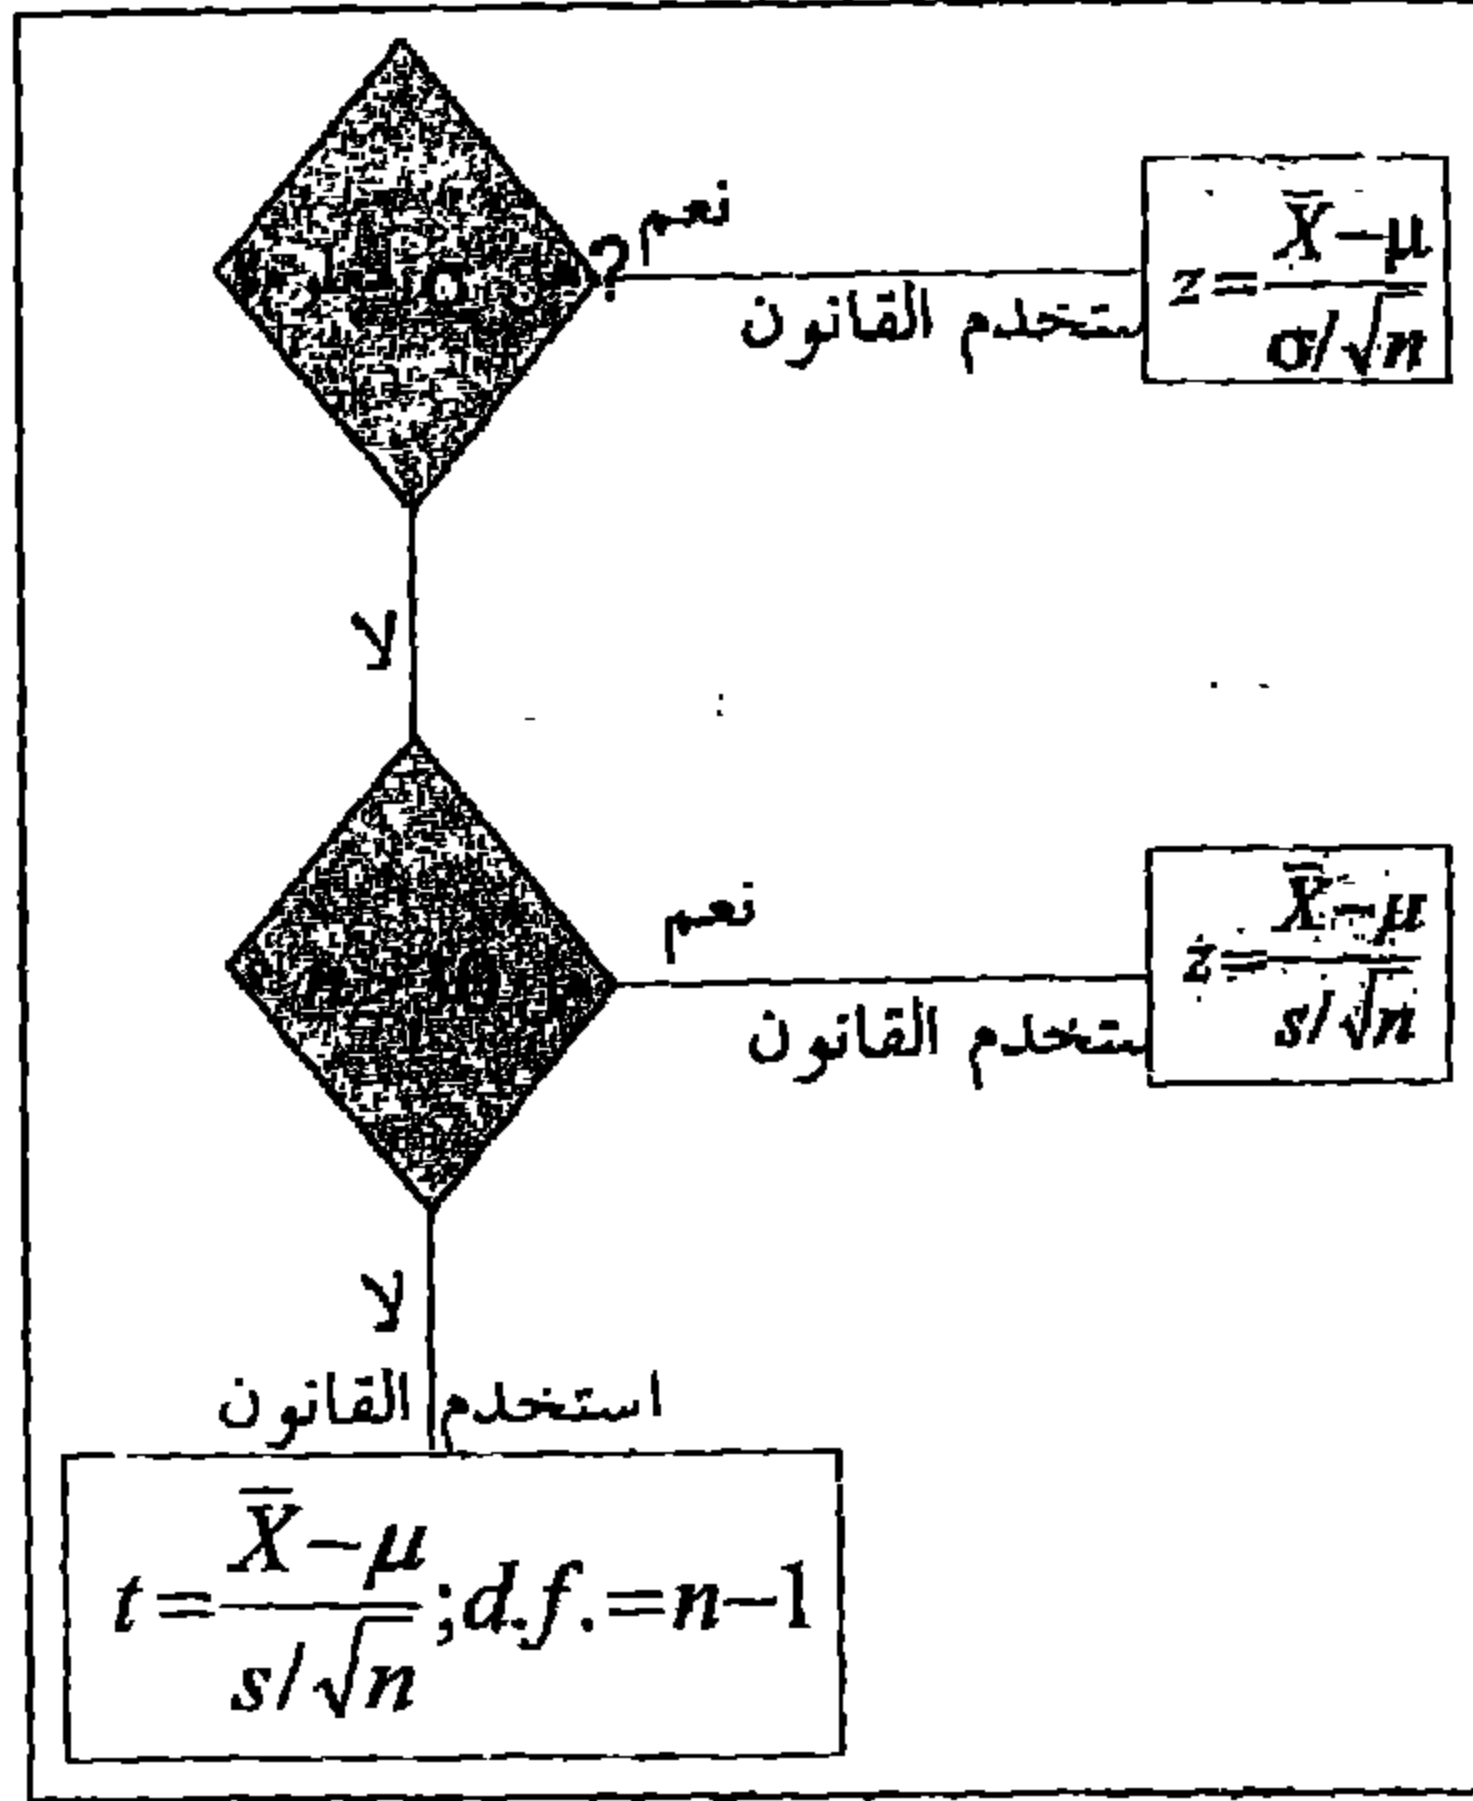 نعم
?
ستخدم القانون
z = (X̄ − μ) / (σ/√n)
لا
نعم
ستخدم القانون
z = (X̄ − μ) / (s/√n)
لا
استخدم القانون
t = (X̄ − μ) / (s/√n) ; d.f. = n−1